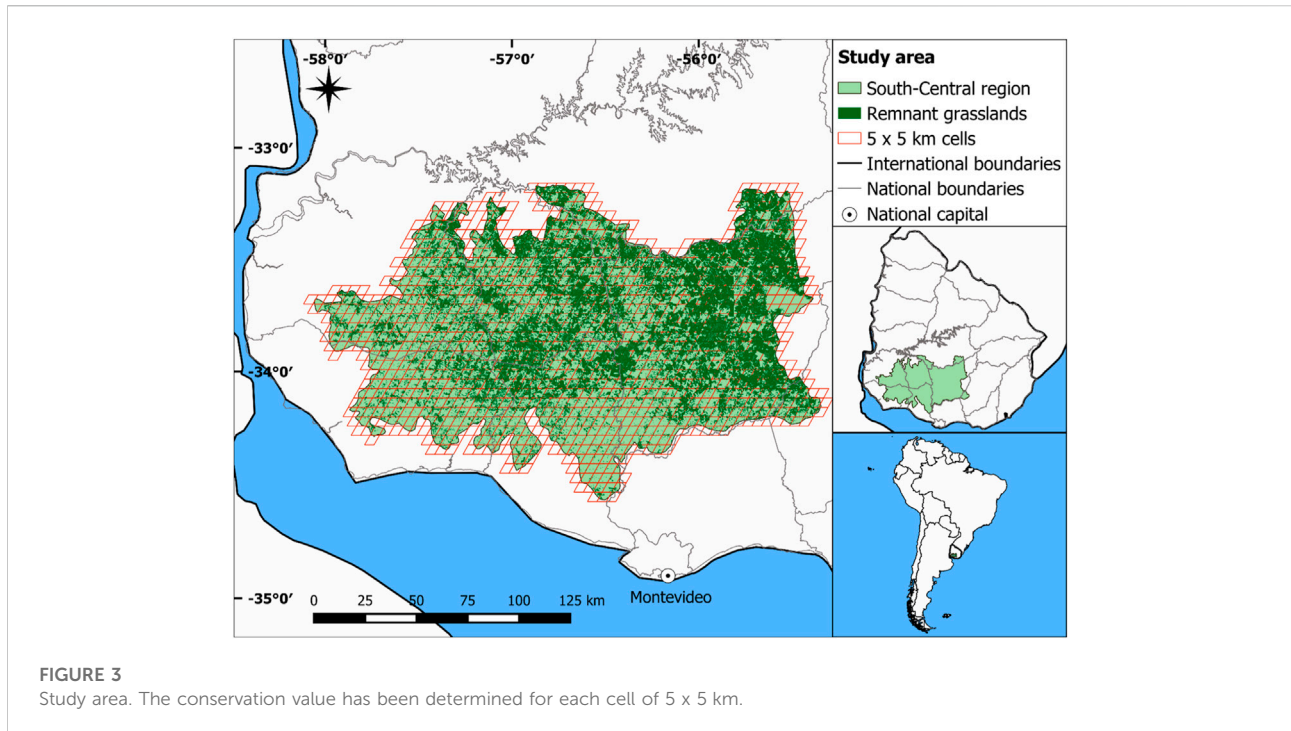 -58°0′ -57°0′ -56°0′
-33°0′
-34°0′
-35°0′
Study area
South-Central region
Remnant grasslands
5 x 5 km cells
International boundaries
National boundaries
National capital
0 25 50 75 100 125 km
Montevideo
FIGURE 3
Study area. The conservation value has been determined for each cell of 5 x 5 km.